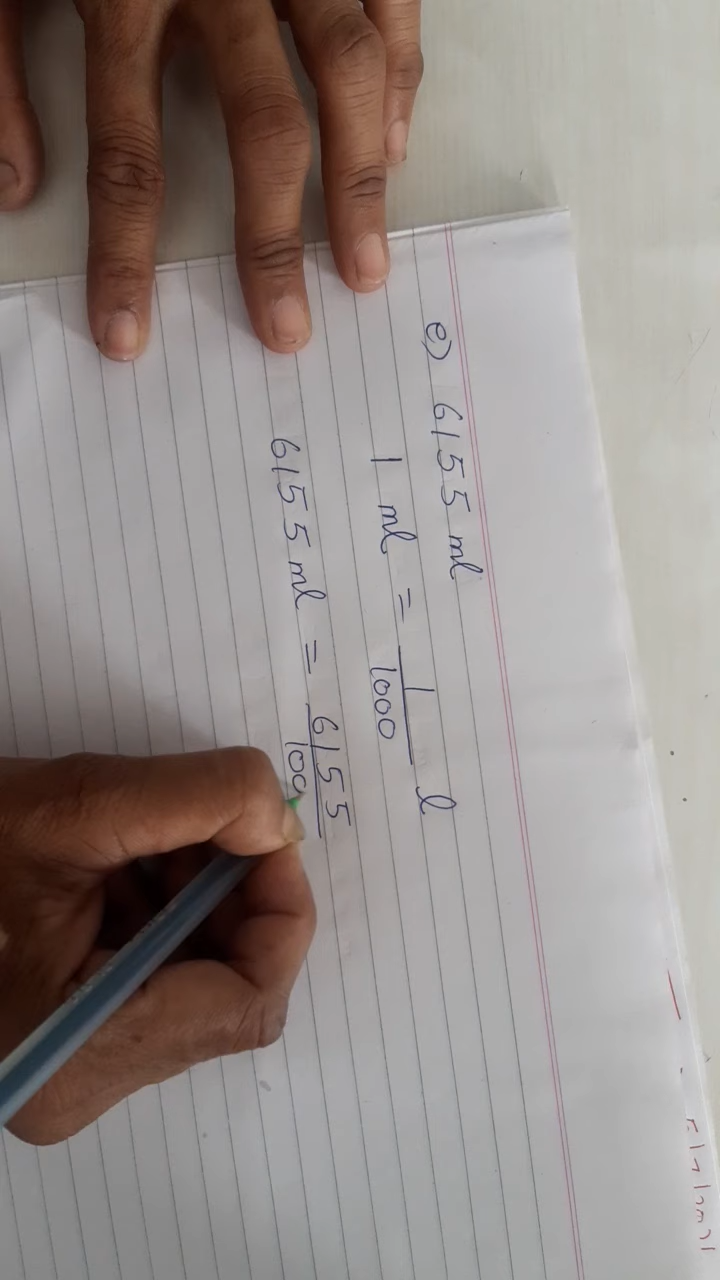 e) 6155 ml
1 ml = 1/1000 l
6155 ml = 6155/100